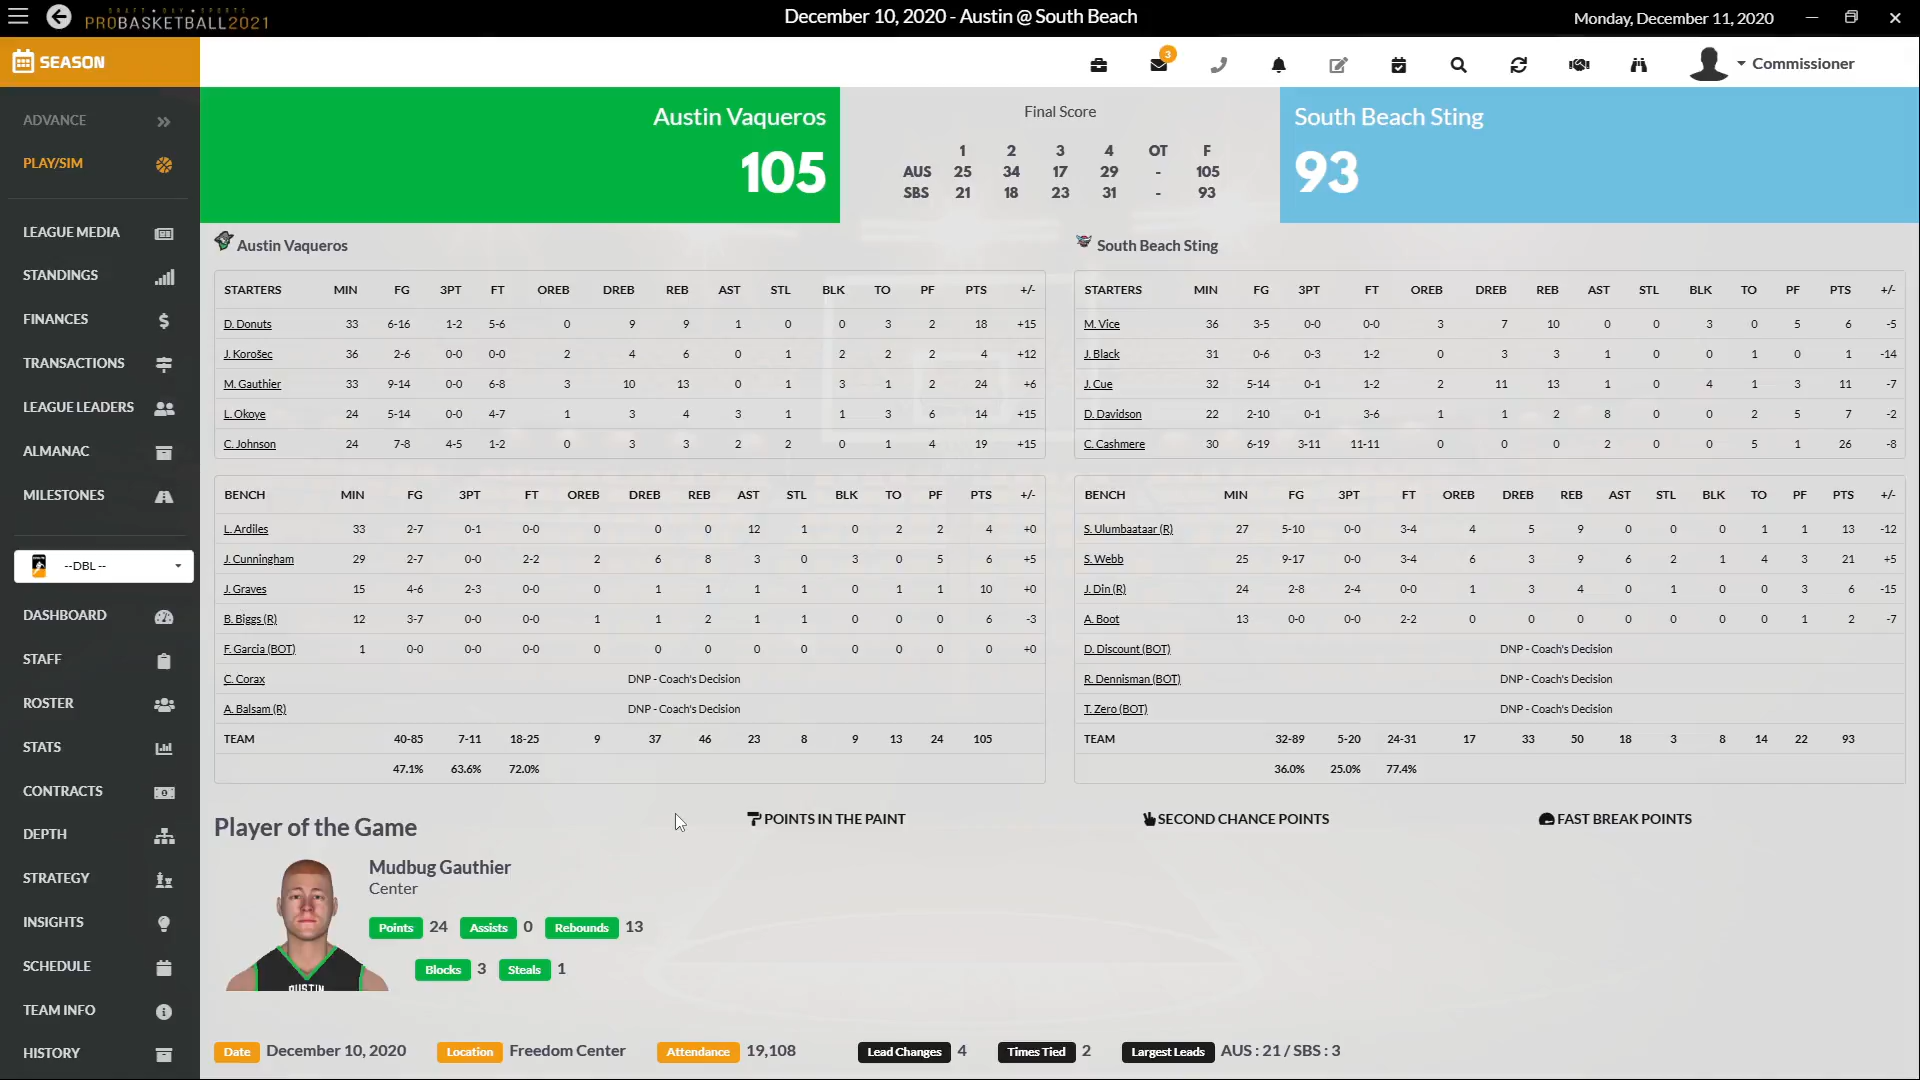 DRAFT DAY SPORTS
PROBASKETBALL2021
December 10, 2020 - Austin @ South Beach
Monday, December 11, 2020
SEASON
3
Commissioner
ADVANCE
PLAY/SIM
LEAGUE MEDIA
STANDINGS
FINANCES
TRANSACTIONS
LEAGUE LEADERS
ALMANAC
MILESTONES
--DBL --
DASHBOARD
STAFF
ROSTER
STATS
CONTRACTS
DEPTH
STRATEGY
INSIGHTS
SCHEDULE
TEAM INFO
HISTORY
Austin Vaqueros
105
Final Score
1 2 3 4 OT F
AUS 25 34 17 29 - 105
SBS 21 18 23 31 - 93
South Beach Sting
93
Austin Vaqueros
STARTERS MIN FG 3PT FT OREB DREB REB AST STL BLK TO PF PTS +/-
D. Donuts 33 6-16 1-2 5-6 0 9 9 1 0 0 3 2 18 +15
J. Korošec 36 2-6 0-0 0-0 2 4 6 0 1 2 2 2 4 +12
M. Gauthier 33 9-14 0-0 6-8 3 10 13 0 1 3 1 2 24 +6
L. Okoye 24 5-14 0-0 4-7 1 3 4 3 1 1 3 6 14 +15
C. Johnson 24 7-8 4-5 1-2 0 3 3 2 2 0 1 4 19 +15
BENCH MIN FG 3PT FT OREB DREB REB AST STL BLK TO PF PTS +/-
L. Ardiles 33 2-7 0-1 0-0 0 0 0 12 1 0 2 2 4 +0
J. Cunningham 29 2-7 0-0 2-2 2 6 8 3 0 3 0 5 6 +5
J. Graves 15 4-6 2-3 0-0 0 1 1 1 1 0 1 1 10 +0
B. Biggs (R) 12 3-7 0-0 0-0 1 1 2 1 1 0 0 0 6 -3
F. Garcia (BOT) 1 0-0 0-0 0-0 0 0 0 0 0 0 0 0 0 +0
C. Corax DNP - Coach's Decision
A. Balsam (R) DNP - Coach's Decision
TEAM 40-85 7-11 18-25 9 37 46 23 8 9 13 24 105
47.1% 63.6% 72.0%
South Beach Sting
STARTERS MIN FG 3PT FT OREB DREB REB AST STL BLK TO PF PTS +/-
M. Vice 36 3-5 0-0 0-0 3 7 10 0 0 3 0 5 6 -5
J. Black 31 0-6 0-3 1-2 0 3 3 1 0 0 1 0 1 -14
J. Cue 32 5-14 0-1 1-2 2 11 13 1 0 4 1 3 11 -7
D. Davidson 22 2-10 0-1 3-6 1 1 2 8 0 0 2 5 7 -2
C. Cashmere 30 6-19 3-11 11-11 0 0 0 2 0 0 5 1 26 -8
BENCH MIN FG 3PT FT OREB DREB REB AST STL BLK TO PF PTS +/-
S. Ulumbaataar (R) 27 5-10 0-0 3-4 4 5 9 0 0 0 1 1 13 -12
S. Webb 25 9-17 0-0 3-4 6 3 9 6 2 1 4 3 21 +5
J. Din (R) 24 2-8 2-4 0-0 1 3 4 0 1 0 0 3 6 -15
A. Boot 13 0-0 0-0 2-2 0 0 0 0 0 0 0 1 2 -7
D. Discount (BOT) DNP - Coach's Decision
R. Dennisman (BOT) DNP - Coach's Decision
T. Zero (BOT) DNP - Coach's Decision
TEAM 32-89 5-20 24-31 17 33 50 18 3 8 14 22 93
36.0% 25.0% 77.4%
Player of the Game
Mudbug Gauthier
Center
Points 24 Assists 0 Rebounds 13
Blocks 3 Steals 1
AUSTIN
POINTS IN THE PAINT
SECOND CHANCE POINTS
FAST BREAK POINTS
Date December 10, 2020 Location Freedom Center Attendance 19,108 Lead Changes 4 Times Tied 2 Largest Leads AUS : 21 / SBS : 3